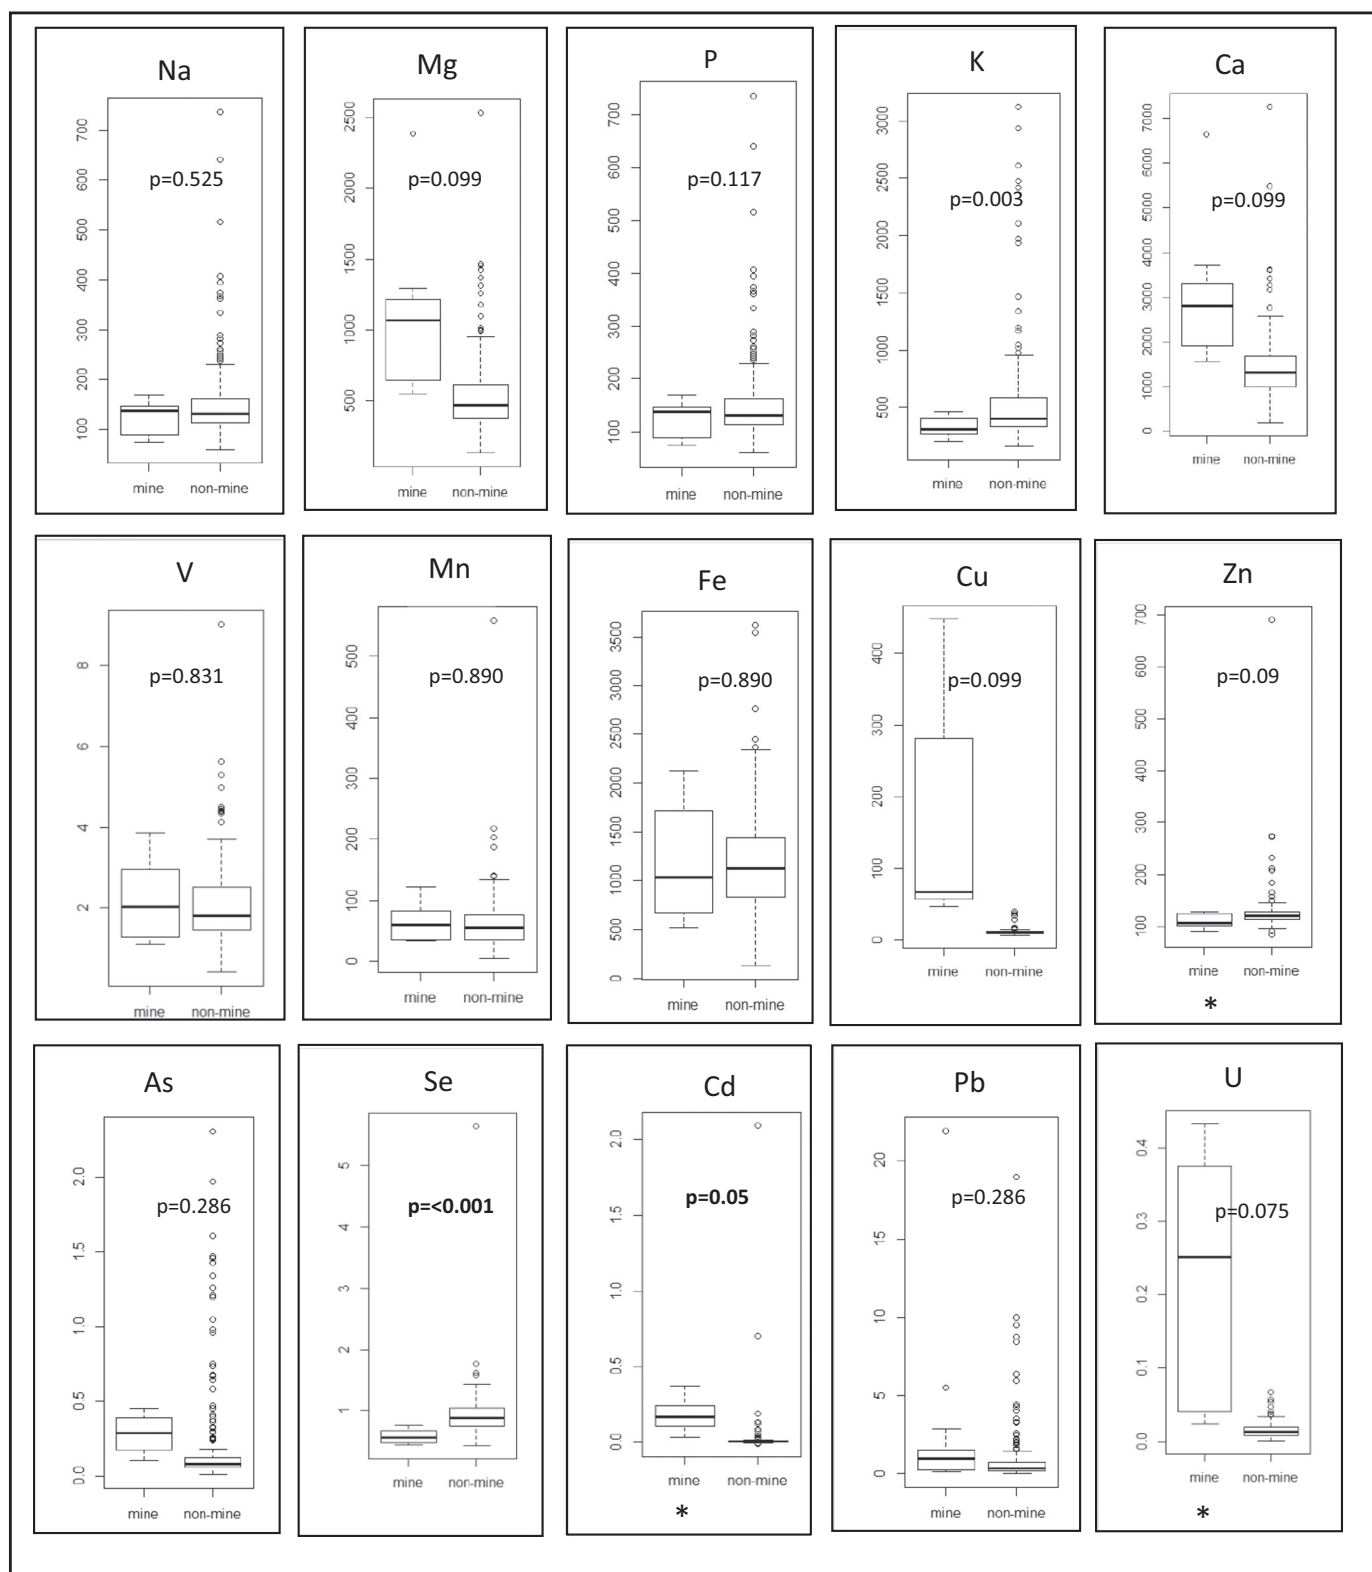 Na
700
600
500
400
300
200
100
p=0.525
mine non-mine
Mg
2500
2000
1500
1000
500
p=0.099
mine non-mine
P
700
600
500
400
300
200
100
p=0.117
mine non-mine
K
3000
2500
2000
1500
1000
500
p=0.003
mine non-mine
Ca
7000
6000
5000
4000
3000
2000
1000
0
p=0.099
mine non-mine
V
8
6
4
2
p=0.831
mine non-mine
Mn
500
400
300
200
100
0
p=0.890
mine non-mine
Fe
3500
3000
2500
2000
1500
1000
500
0
p=0.890
mine non-mine
Cu
400
300
200
100
0
p=0.099
mine non-mine
Zn
700
600
500
400
300
200
100
p=0.09
mine non-mine
*
As
2.0
1.5
1.0
0.5
0.0
p=0.286
mine non-mine
Se
5
4
3
2
1
p=<0.001
mine non-mine
Cd
2.0
1.5
1.0
0.5
0.0
p=0.05
mine non-mine
*
Pb
20
15
10
5
0
p=0.286
mine non-mine
U
0.4
0.3
0.2
0.1
0.0
p=0.075
mine non-mine
*